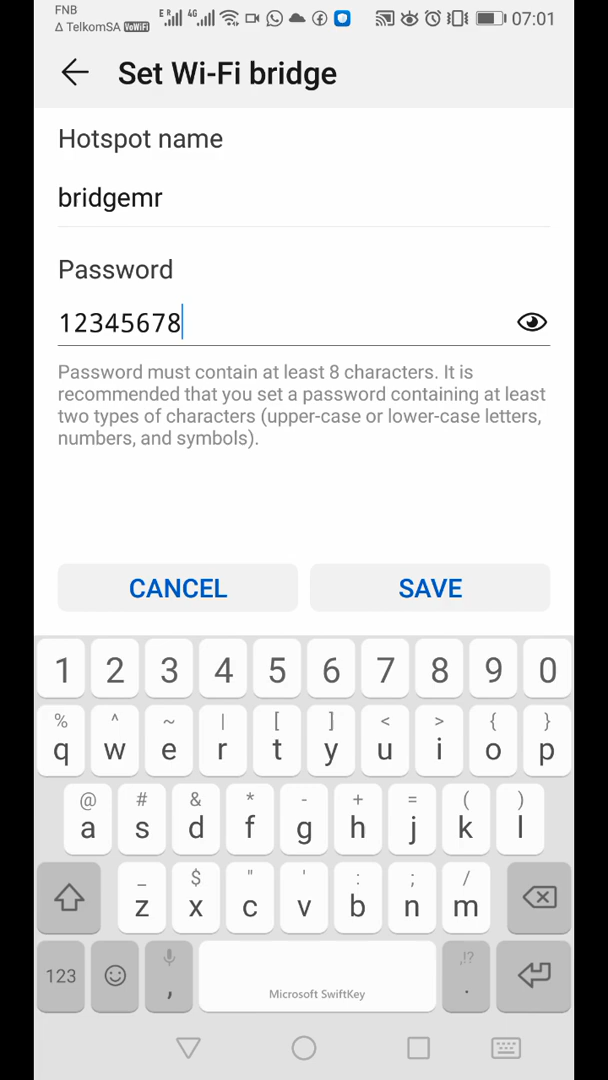 FNB
TelkomSA VoWiFi
E R 4G 07:01
Set Wi-Fi bridge
Hotspot name
bridgemr
Password
12345678
Password must contain at least 8 characters. It is
recommended that you set a password containing at least
two types of characters (upper-case or lower-case letters,
numbers, and symbols).
CANCEL SAVE
1 2 3 4 5 6 7 8 9 0
% ^ ~ | [ ] < > { }
q w e r t y u i o p
@ # & * - + = ( )
a s d f g h j k l
_ $ " ' : ; /
z x c v b n m
123 , Microsoft SwiftKey ,!? .